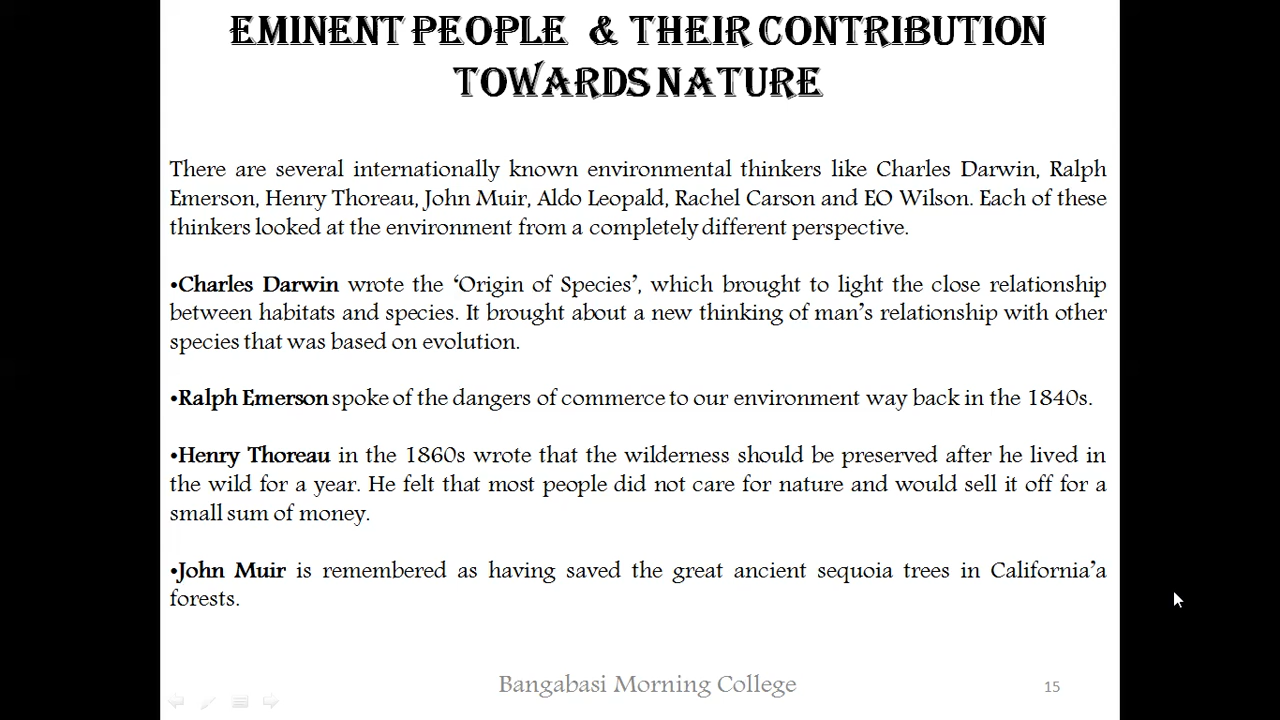 EMINENT PEOPLE & THEIR CONTRIBUTION
TOWARDS NATURE
There are several internationally known environmental thinkers like Charles Darwin, Ralph
Emerson, Henry Thoreau, John Muir, Aldo Leopald, Rachel Carson and EO Wilson. Each of these
thinkers looked at the environment from a completely different perspective.
•Charles Darwin wrote the ‘Origin of Species’, which brought to light the close relationship
between habitats and species. It brought about a new thinking of man’s relationship with other
species that was based on evolution.
•Ralph Emerson spoke of the dangers of commerce to our environment way back in the 1840s.
•Henry Thoreau in the 1860s wrote that the wilderness should be preserved after he lived in
the wild for a year. He felt that most people did not care for nature and would sell it off for a
small sum of money.
•John Muir is remembered as having saved the great ancient sequoia trees in California’a
forests.
Bangabasi Morning College
15